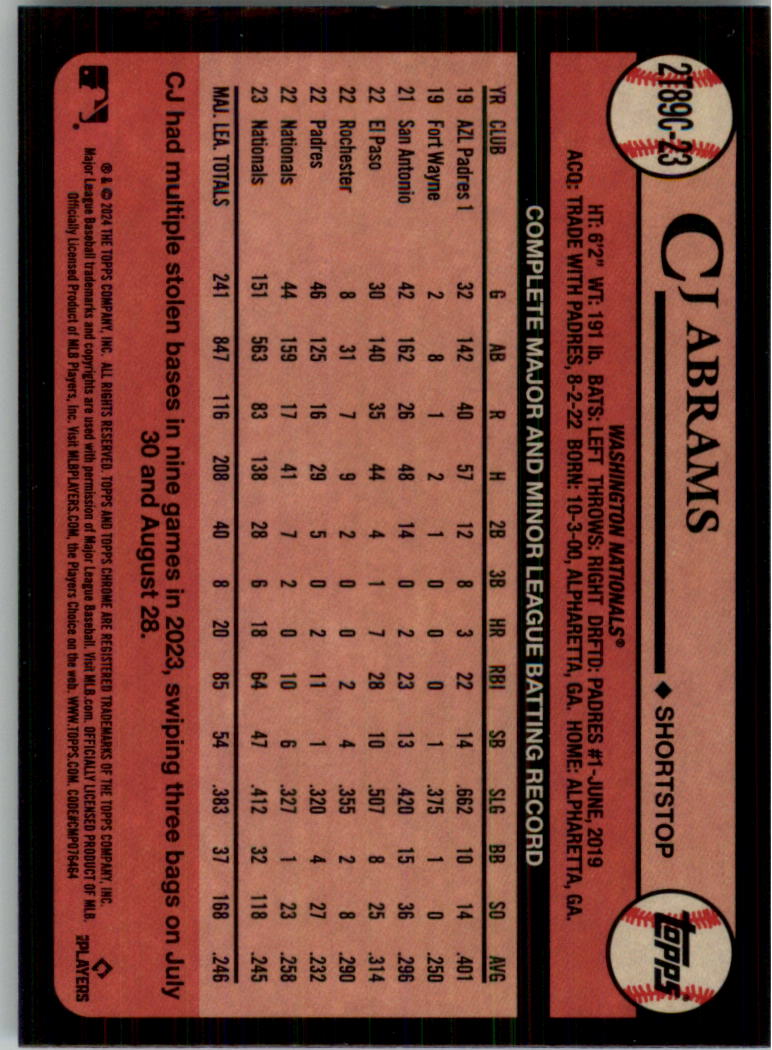 2T89C-23
CJ ABRAMS
◆ SHORTSTOP
topps
WASHINGTON NATIONALS®
HT: 6'2" WT: 191 lb. BATS: LEFT THROWS: RIGHT DRFTD: PADRES #1-JUNE, 2019
ACQ: TRADE WITH PADRES, 8-2-22 BORN: 10-3-00, ALPHARETTA, GA. HOME: ALPHARETTA, GA.
COMPLETE MAJOR AND MINOR LEAGUE BATTING RECORD
YR CLUB G AB R H 2B 3B HR RBI SB SLG BB SO AVG
19 AZL Padres 1 32 142 40 57 12 8 3 22 14 .662 10 14 .401
19 Fort Wayne 2 8 1 2 1 0 0 0 1 .375 1 0 .250
21 San Antonio 42 162 26 48 14 0 2 23 13 .420 15 36 .296
22 El Paso 30 140 35 44 4 1 7 28 10 .507 8 25 .314
22 Rochester 8 31 7 9 2 0 0 2 4 .355 2 8 .290
22 Padres 46 125 16 29 5 0 2 11 1 .320 4 27 .232
22 Nationals 44 159 17 41 7 2 0 10 6 .327 1 23 .258
23 Nationals 151 563 83 138 28 6 18 64 47 .412 32 118 .245
MAJ. LEA. TOTALS 241 847 116 208 40 8 20 85 54 .383 37 168 .246
CJ had multiple stolen bases in nine games in 2023, swiping three bags on July
30 and August 28.
® & © 2024 THE TOPPS COMPANY, INC. ALL RIGHTS RESERVED. TOPPS AND TOPPS CHROME ARE REGISTERED TRADEMARKS OF THE TOPPS COMPANY, INC.
Major League Baseball trademarks and copyrights are used with permission of Major League Baseball. Visit MLB.com. OFFICIALLY LICENSED PRODUCT OF MLB.
Officially Licensed Product of MLB Players, Inc. Visit MLBPLAYERS.COM, the Players Choice on the web. WWW.TOPPS.COM. CODE#CMP076464
PLAYERS